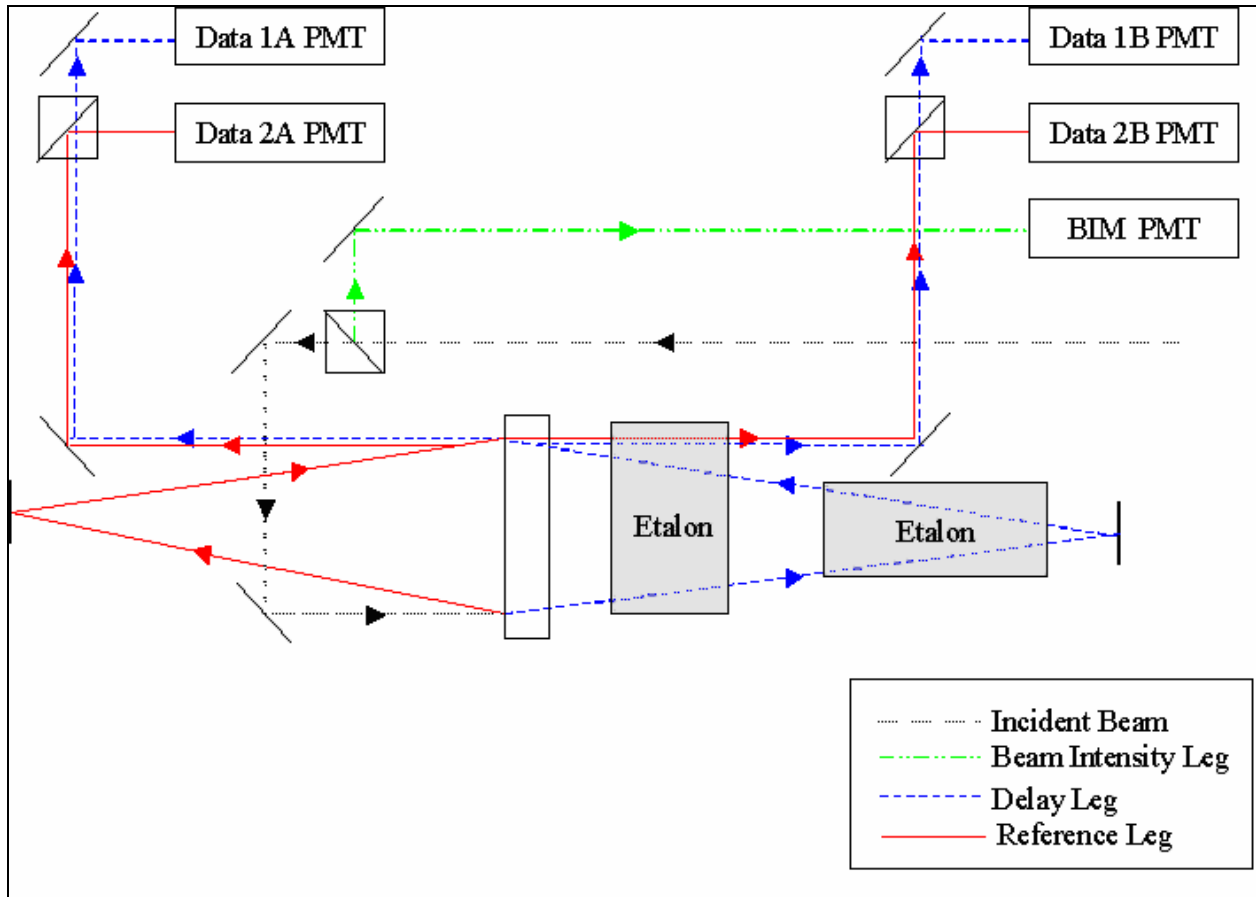 Data 1A PMT
Data 1B PMT
Data 2A PMT
Data 2B PMT
BIM PMT
Etalon
Etalon
Incident Beam
Beam Intensity Leg
Delay Leg
Reference Leg